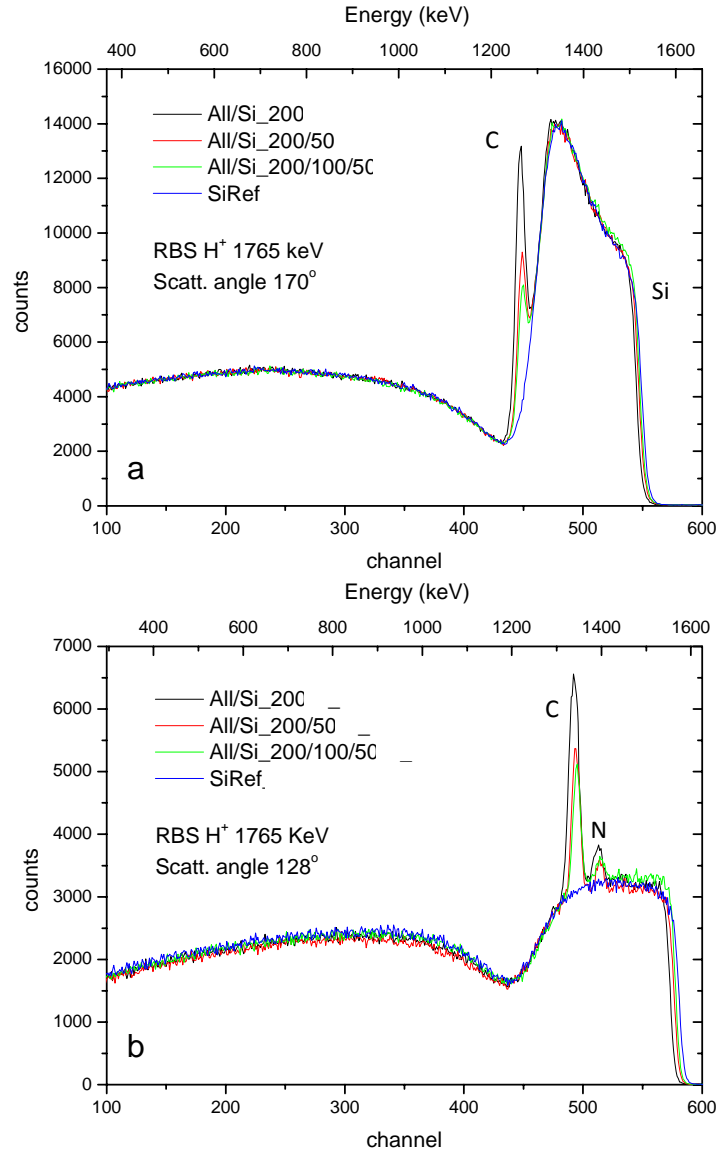 Energy (keV)
400 600 800 1000 1200 1400 1600
16000
14000
12000
10000
8000
6000
4000
2000
0
counts
All/Si_200
All/Si_200/50
All/Si_200/100/50
SiRef
RBS H⁺ 1765 keV
Scatt. angle 170°
C
Si
a
100 200 300 400 500 600
channel
Energy (keV)
400 600 800 1000 1200 1400 1600
7000
6000
5000
4000
3000
2000
1000
0
counts
All/Si_200 _
All/Si_200/50 _
All/Si_200/100/50 _
SiRef_
RBS H⁺ 1765 KeV
Scatt. angle 128°
C
N
b
100 200 300 400 500 600
channel